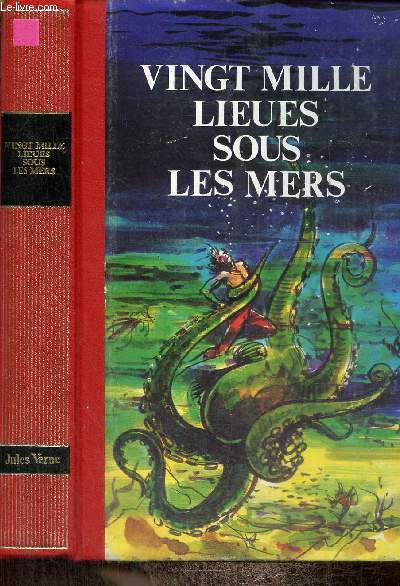 Le-livre.com
VINGT MILLE
LIEUES
SOUS
LES MERS
Jules Verne
VINGT MILLE
LIEUES
SOUS
LES MERS